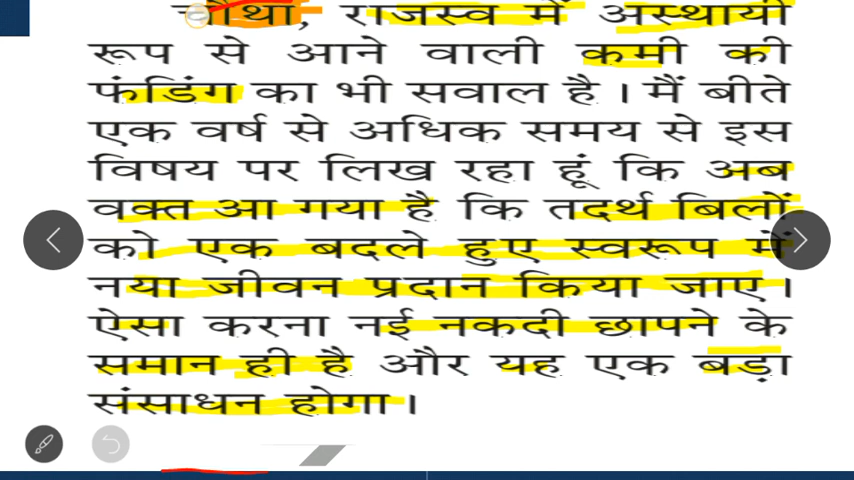 चौथा, राजस्व में अस्थायी
रूप से आने वाली कमी की
फंडिंग का भी सवाल है। मैं बीते
एक वर्ष से अधिक समय से इस
विषय पर लिख रहा हूं कि अब
वक्त आ गया है कि तदर्थ बिलों
को एक बदले हुए स्वरूप में
नया जीवन प्रदान किया जाए।
ऐसा करना नई नकदी छापने के
समान ही है और यह एक बड़ा
संसाधन होगा।